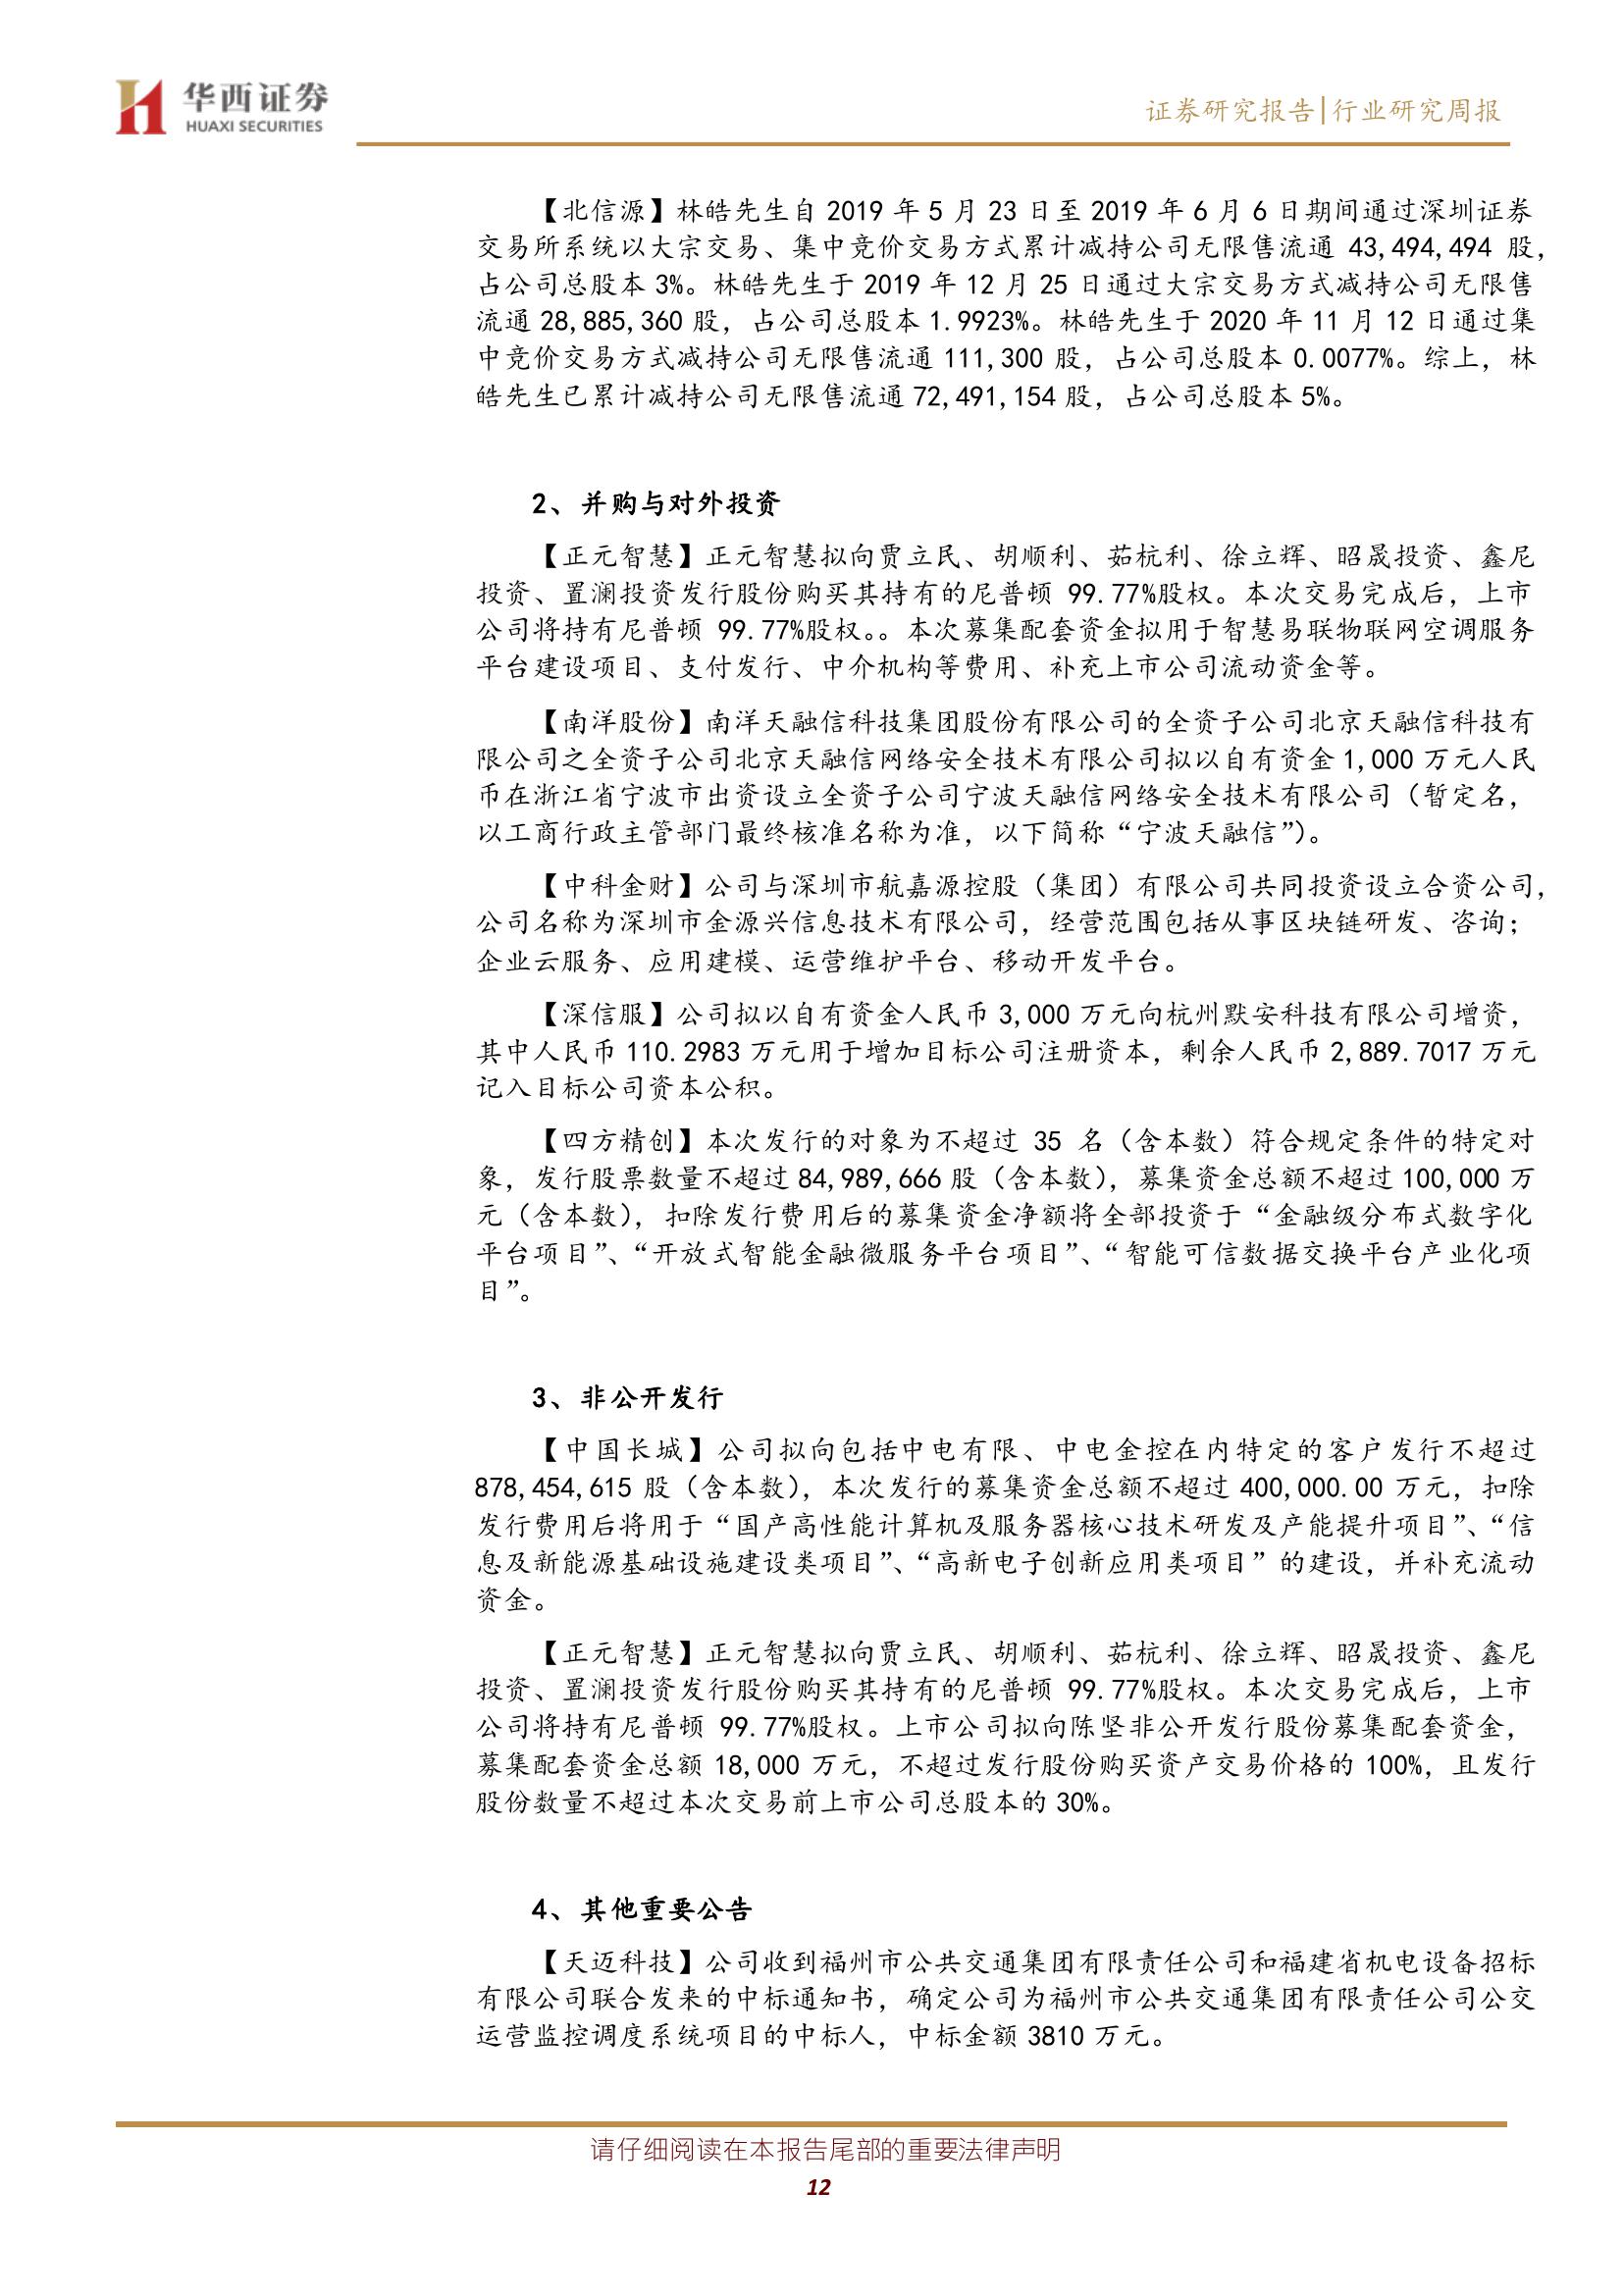 华西证券
HUAXI SECURITIES
证券研究报告|行业研究周报
【北信源】林皓先生自 2019 年 5 月 23 日至 2019 年 6 月 6 日期间通过深圳证券
交易所系统以大宗交易、集中竞价交易方式累计减持公司无限售流通 43,494,494 股，
占公司总股本 3%。林皓先生于 2019 年 12 月 25 日通过大宗交易方式减持公司无限售
流通 28,885,360 股，占公司总股本 1.9923%。林皓先生于 2020 年 11 月 12 日通过集
中竞价交易方式减持公司无限售流通 111,300 股，占公司总股本 0.0077%。综上，林
皓先生已累计减持公司无限售流通 72,491,154 股，占公司总股本 5%。
2、并购与对外投资
【正元智慧】正元智慧拟向贾立民、胡顺利、茹杭利、徐立辉、昭晟投资、鑫尼
投资、置澜投资发行股份购买其持有的尼普顿 99.77%股权。本次交易完成后，上市
公司将持有尼普顿 99.77%股权。。本次募集配套资金拟用于智慧易联物联网空调服务
平台建设项目、支付发行、中介机构等费用、补充上市公司流动资金等。
【南洋股份】南洋天融信科技集团股份有限公司的全资子公司北京天融信科技有
限公司之全资子公司北京天融信网络安全技术有限公司拟以自有资金 1,000 万元人民
币在浙江省宁波市出资设立全资子公司宁波天融信网络安全技术有限公司（暂定名，
以工商行政主管部门最终核准名称为准，以下简称“宁波天融信”）。
【中科金财】公司与深圳市航嘉源控股（集团）有限公司共同投资设立合资公司，
公司名称为深圳市金源兴信息技术有限公司，经营范围包括从事区块链研发、咨询；
企业云服务、应用建模、运营维护平台、移动开发平台。
【深信服】公司拟以自有资金人民币 3,000 万元向杭州默安科技有限公司增资，
其中人民币 110.2983 万元用于增加目标公司注册资本，剩余人民币 2,889.7017 万元
记入目标公司资本公积。
【四方精创】本次发行的对象为不超过 35 名（含本数）符合规定条件的特定对
象，发行股票数量不超过 84,989,666 股（含本数），募集资金总额不超过 100,000 万
元（含本数），扣除发行费用后的募集资金净额将全部投资于“金融级分布式数字化
平台项目”、“开放式智能金融微服务平台项目”、“智能可信数据交换平台产业化项
目”。
3、非公开发行
【中国长城】公司拟向包括中电有限、中电金控在内特定的客户发行不超过
878,454,615 股（含本数），本次发行的募集资金总额不超过 400,000.00 万元，扣除
发行费用后将用于“国产高性能计算机及服务器核心技术研发及产能提升项目”、“信
息及新能源基础设施建设类项目”、“高新电子创新应用类项目”的建设，并补充流动
资金。
【正元智慧】正元智慧拟向贾立民、胡顺利、茹杭利、徐立辉、昭晟投资、鑫尼
投资、置澜投资发行股份购买其持有的尼普顿 99.77%股权。本次交易完成后，上市
公司将持有尼普顿 99.77%股权。上市公司拟向陈坚非公开发行股份募集配套资金，
募集配套资金总额 18,000 万元，不超过发行股份购买资产交易价格的 100%，且发行
股份数量不超过本次交易前上市公司总股本的 30%。
4、其他重要公告
【天迈科技】公司收到福州市公共交通集团有限责任公司和福建省机电设备招标
有限公司联合发来的中标通知书，确定公司为福州市公共交通集团有限责任公司公交
运营监控调度系统项目的中标人，中标金额 3810 万元。
请仔细阅读在本报告尾部的重要法律声明
12